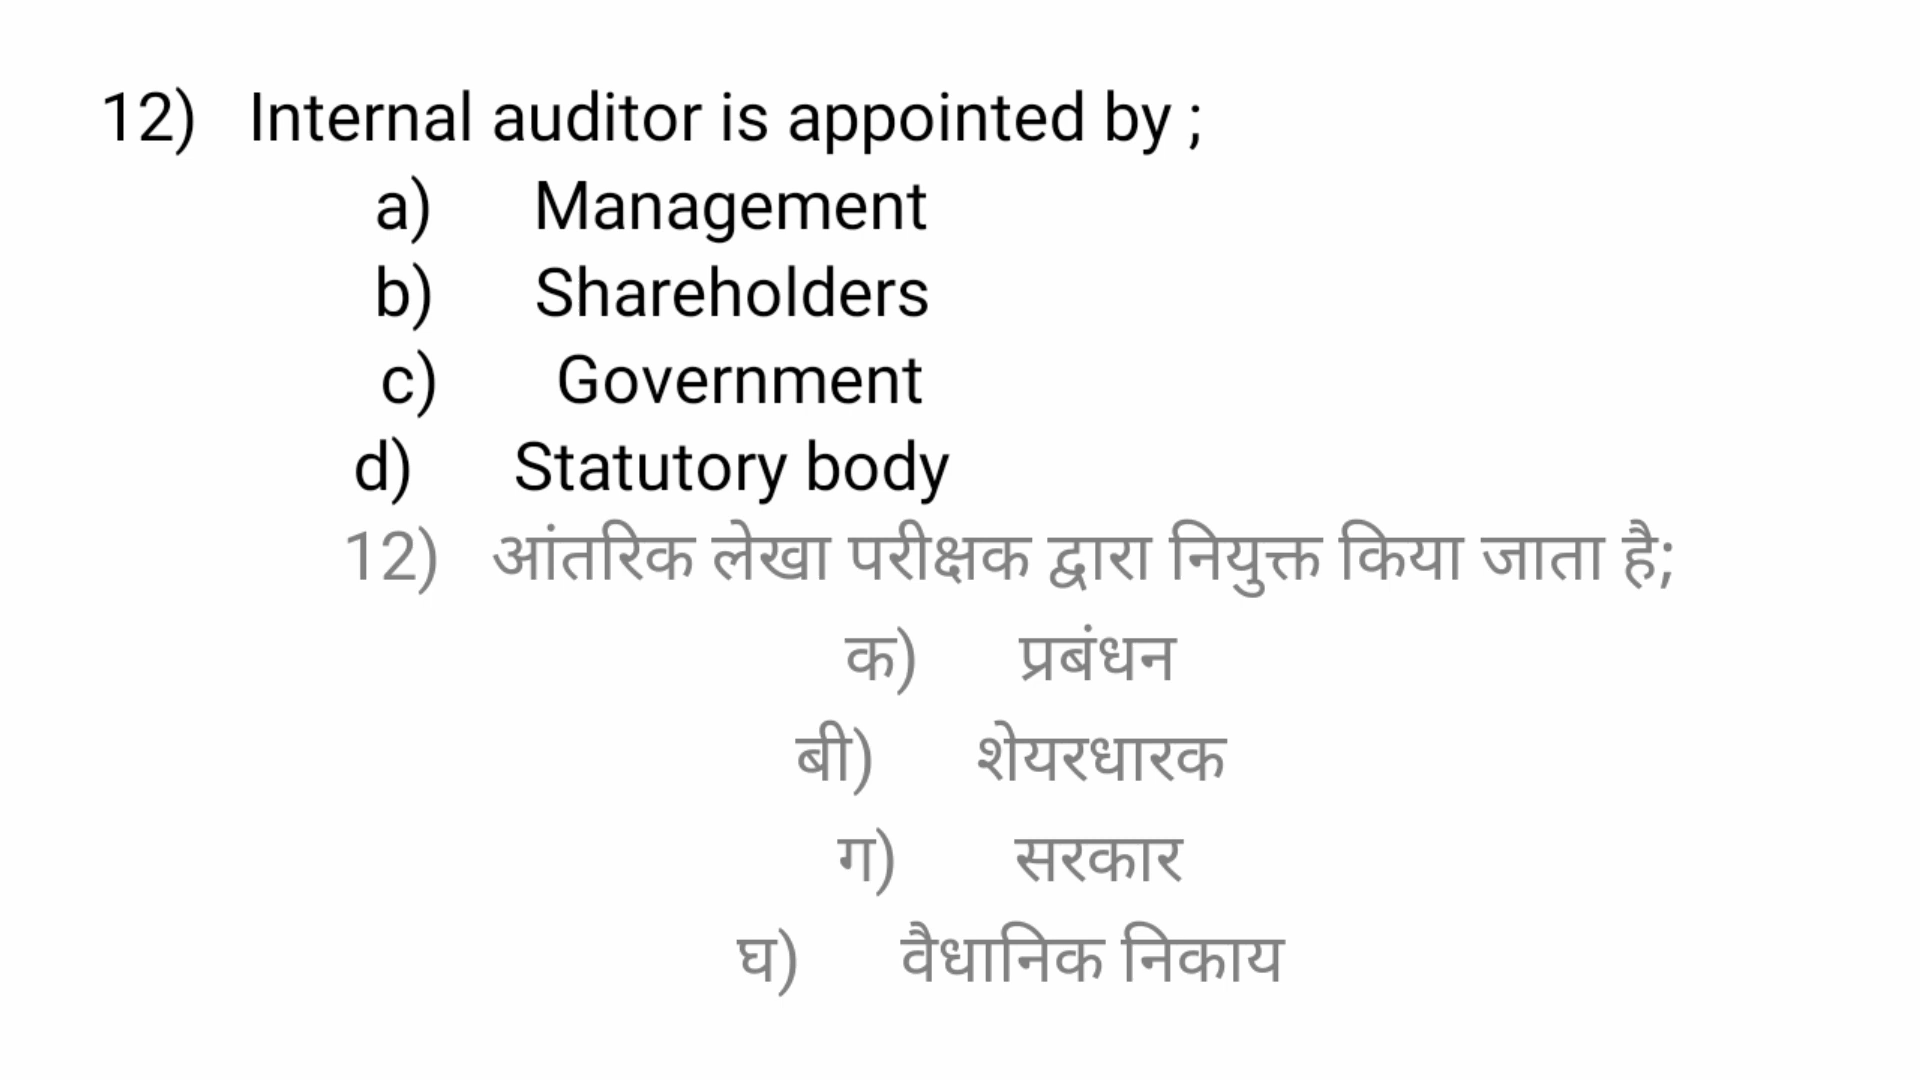 12) Internal auditor is appointed by ;
a) Management
b) Shareholders
c) Government
d) Statutory body
12) आंतरिक लेखा परीक्षक द्वारा नियुक्त किया जाता है;
क) प्रबंधन
बी) शेयरधारक
ग) सरकार
घ) वैधानिक निकाय